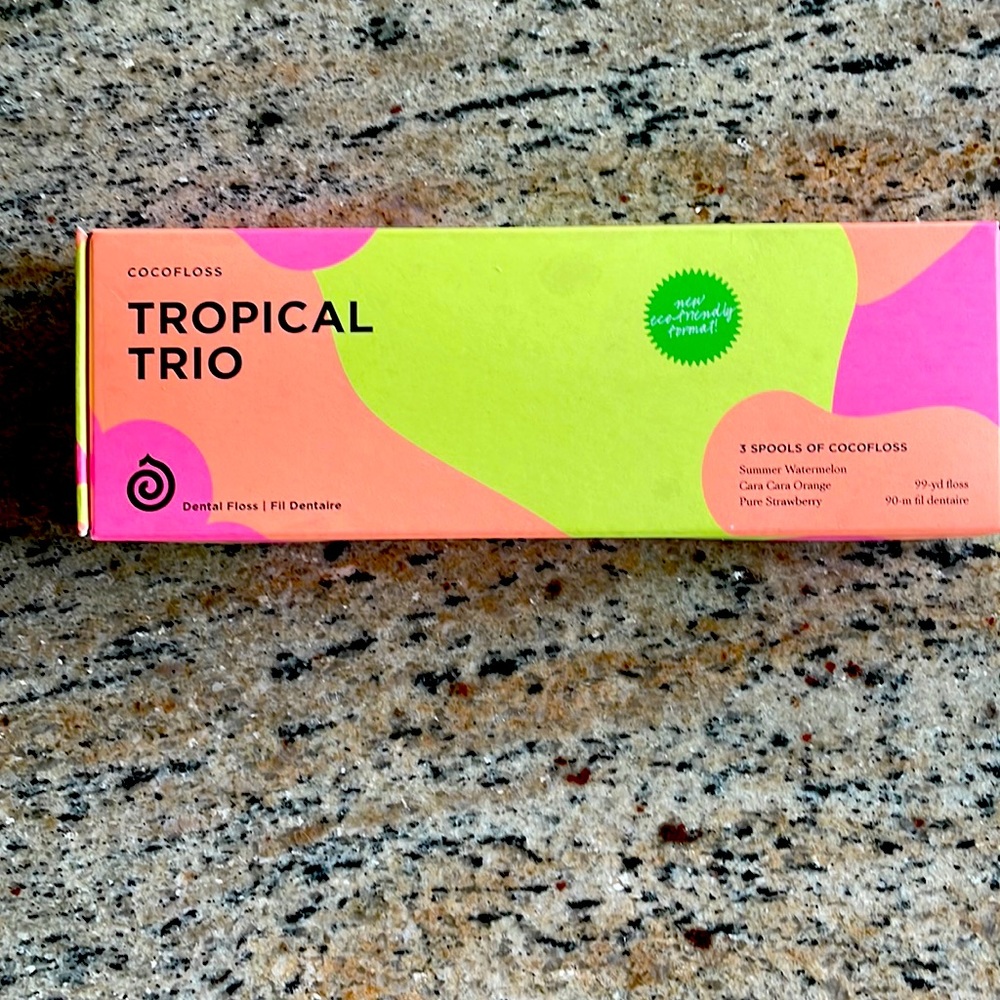 COCOFLOSS
TROPICAL
TRIO
new
eco-friendly
format!
Dental Floss | Fil Dentaire
3 SPOOLS OF COCOFLOSS
Summer Watermelon
Cara Cara Orange 99-yd floss
Pure Strawberry 90-m fil dentaire